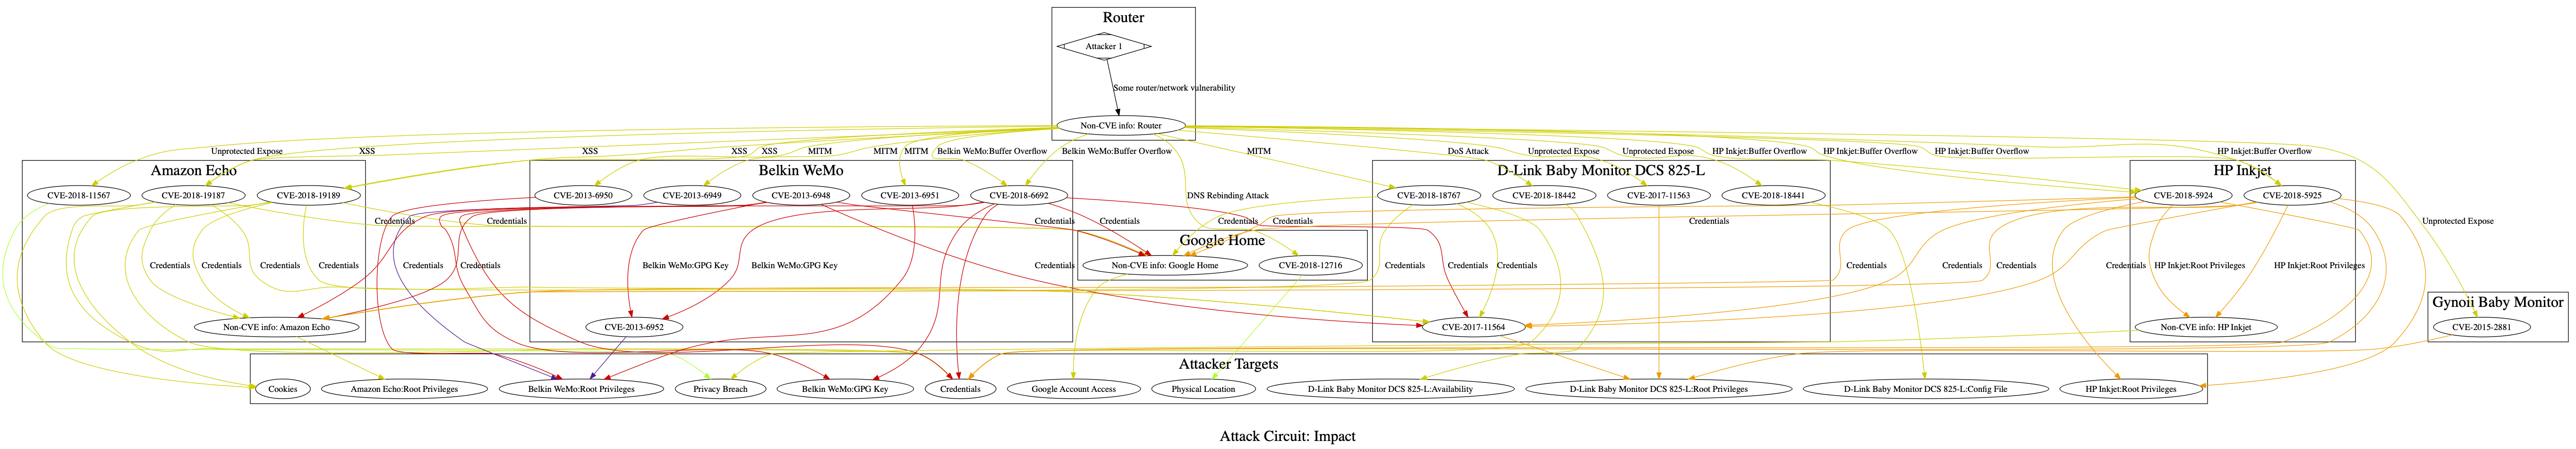 Router
Attacker 1
Some router/network vulnerability
Non-CVE info: Router
Unprotected Expose
XSS
XSS
XSS
MITM
MITM
MITM
Belkin WeMo:Buffer Overflow
Belkin WeMo:Buffer Overflow
MITM
DoS Attack
Unprotected Expose
Unprotected Expose
HP Inkjet:Buffer Overflow
HP Inkjet:Buffer Overflow
HP Inkjet:Buffer Overflow
HP Inkjet:Buffer Overflow
Amazon Echo
Belkin WeMo
D-Link Baby Monitor DCS 825-L
HP Inkjet
CVE-2018-11567
CVE-2018-19187
CVE-2018-19189
CVE-2013-6950
CVE-2013-6949
CVE-2013-6948
CVE-2013-6951
CVE-2018-6692
DNS Rebinding Attack
CVE-2018-18767
CVE-2018-18442
CVE-2017-11563
CVE-2018-18441
CVE-2018-5924
CVE-2018-5925
Credentials
Credentials
Credentials
Credentials
Credentials
Credentials
Credentials
Unprotected Expose
Google Home
Credentials
Credentials
Credentials
Credentials
Credentials
Credentials
Belkin WeMo:GPG Key
Belkin WeMo:GPG Key
Credentials
Non-CVE info: Google Home
CVE-2018-12716
Credentials
Credentials
Credentials
Credentials
Credentials
Credentials
Credentials
HP Inkjet:Root Privileges
HP Inkjet:Root Privileges
Gynoii Baby Monitor
Non-CVE info: Amazon Echo
CVE-2013-6952
CVE-2017-11564
Non-CVE info: HP Inkjet
CVE-2015-2881
Attacker Targets
Cookies
Amazon Echo:Root Privileges
Belkin WeMo:Root Privileges
Privacy Breach
Belkin WeMo:GPG Key
Credentials
Google Account Access
Physical Location
D-Link Baby Monitor DCS 825-L:Availability
D-Link Baby Monitor DCS 825-L:Root Privileges
D-Link Baby Monitor DCS 825-L:Config File
HP Inkjet:Root Privileges
Attack Circuit: Impact